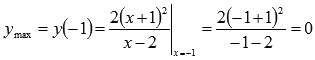 y_max = y(-1) = 2(x+1)²/(x-2) |_{x=-1} = 2(-1+1)²/(-1-2) = 0